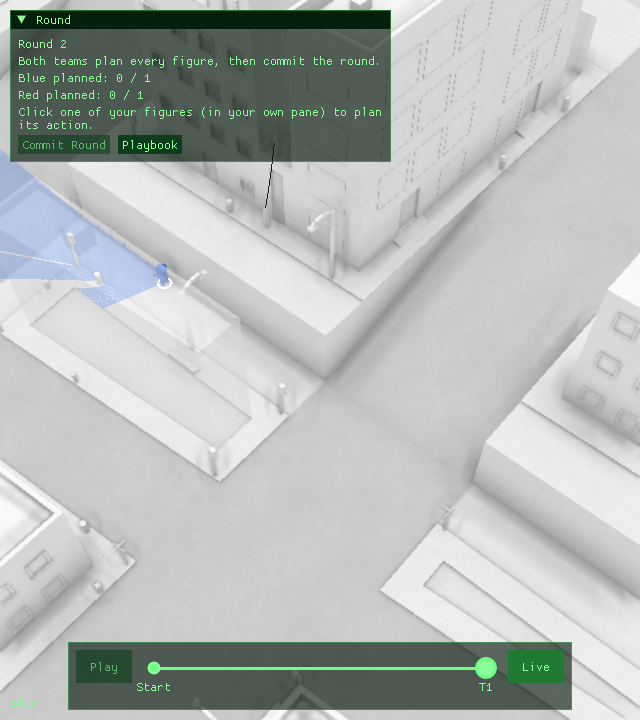 Round
Round 2
Both teams plan every figure, then commit the round.
Blue planned: 0 / 1
Red planned: 0 / 1
Click one of your figures (in your own pane) to plan
its action.
Commit Round
Playbook
Play
Start
T1
Live